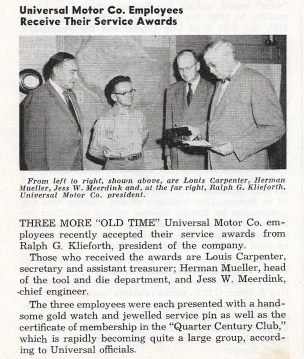 Universal Motor Co. Employees
Receive Their Service Awards
From left to right, shown above, are Louis Carpenter, Herman
Mueller, Jess W. Meerdink and, at the far right, Ralph G. Klieforth,
Universal Motor Co. president.
THREE MORE "OLD TIME" Universal Motor Co. em-
ployees recently accepted their service awards from
Ralph G. Klieforth, president of the company.
Those who received the awards are Louis Carpenter,
secretary and assistant treasurer; Herman Mueller, head
of the tool and die department, and Jess W. Meerdink,
chief engineer.
The three employees were each presented with a hand-
some gold watch and jewelled service pin as well as the
certificate of membership in the "Quarter Century Club,"
which is rapidly becoming quite a large group, accord-
ing to Universal officials.